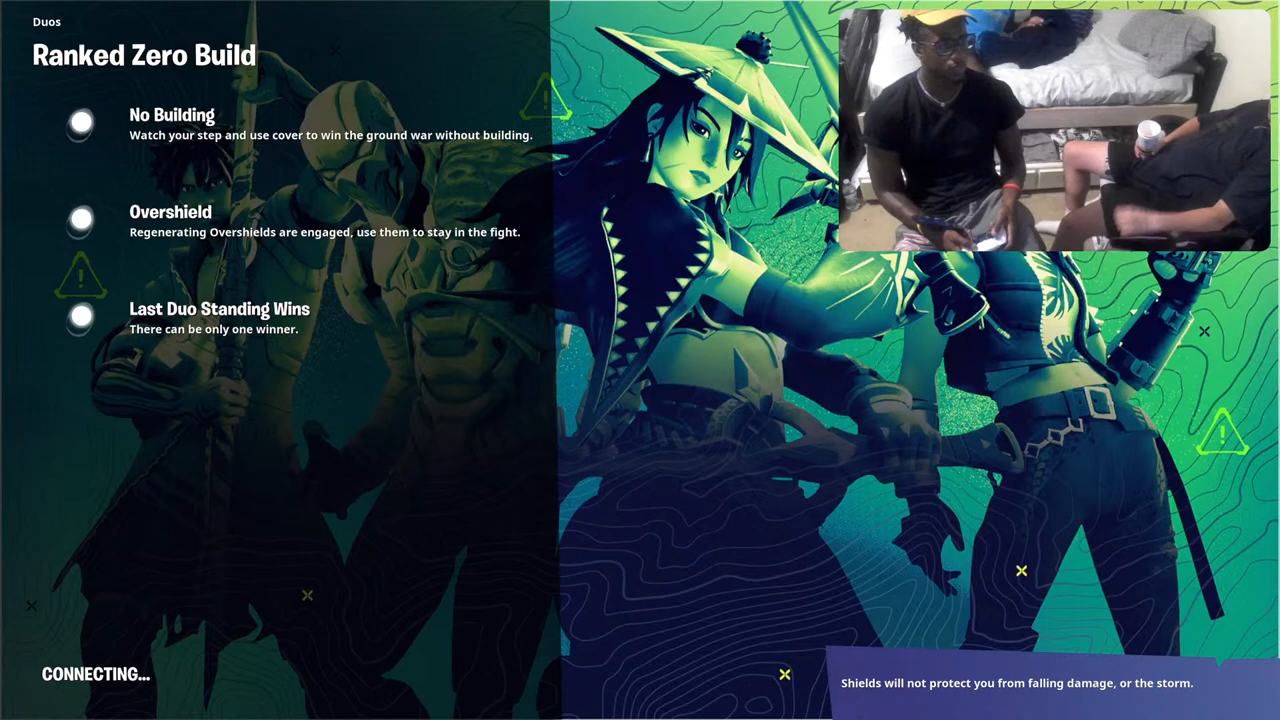 Duos
Ranked Zero Build
No Building
Watch your step and use cover to win the ground war without building.
Overshield
Regenerating Overshields are engaged, use them to stay in the fight.
Last Duo Standing Wins
There can be only one winner.
CONNECTING...
Shields will not protect you from falling damage, or the storm.